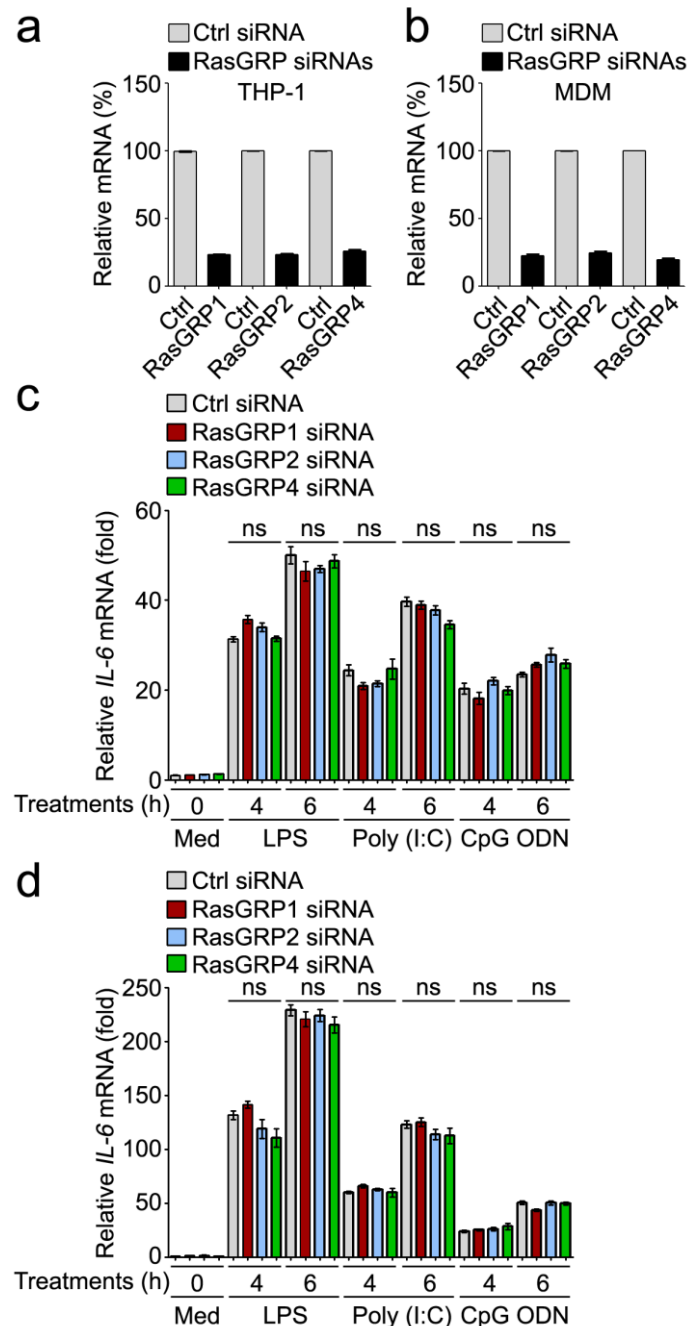 a
Ctrl siRNA
RasGRP siRNAs
THP-1
Relative mRNA (%)
150
100
50
0
Ctrl
RasGRP1
Ctrl
RasGRP2
Ctrl
RasGRP4
b
Ctrl siRNA
RasGRP siRNAs
MDM
Relative mRNA (%)
150
100
50
0
Ctrl
RasGRP1
Ctrl
RasGRP2
Ctrl
RasGRP4
c
Ctrl siRNA
RasGRP1 siRNA
RasGRP2 siRNA
RasGRP4 siRNA
Relative IL-6 mRNA (fold)
60
40
20
0
ns ns ns ns ns ns
Treatments (h) 0 4 6 4 6 4 6
Med LPS Poly (I:C) CpG ODN
d
Ctrl siRNA
RasGRP1 siRNA
RasGRP2 siRNA
RasGRP4 siRNA
Relative IL-6 mRNA (fold)
250
200
150
100
50
0
ns ns ns ns ns ns
Treatments (h) 0 4 6 4 6 4 6
Med LPS Poly (I:C) CpG ODN